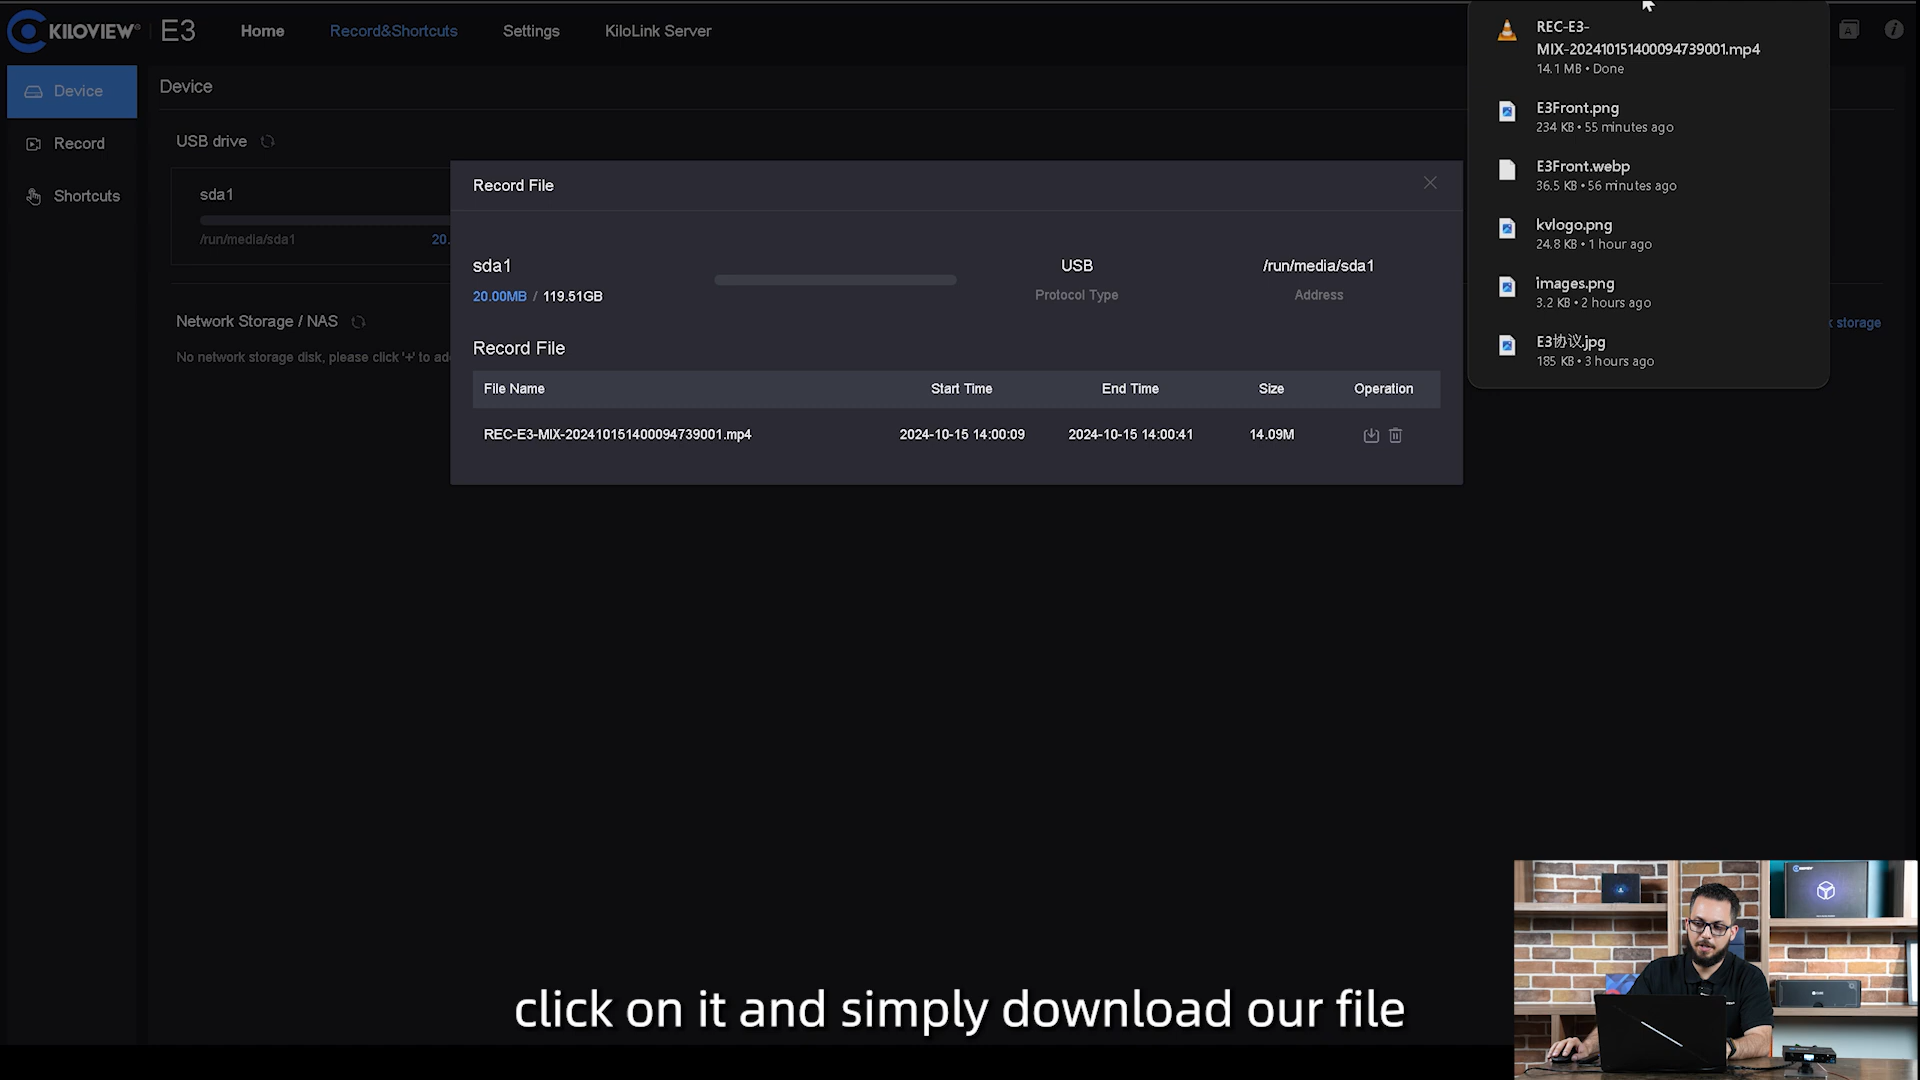 KILOVIEW® E3 Home Record&Shortcuts Settings KiloLink Server
Device
Record
Shortcuts
Device
USB drive
sda1
/run/media/sda1 20.
Network Storage / NAS
No network storage disk, please click '+' to add
k storage
Record File
sda1
20.00MB / 119.51GB
USB
Protocol Type
/run/media/sda1
Address
Record File
File Name Start Time End Time Size Operation
REC-E3-MIX-202410151400094739001.mp4 2024-10-15 14:00:09 2024-10-15 14:00:41 14.09M
REC-E3-
MIX-202410151400094739001.mp4
14.1 MB • Done
E3Front.png
234 KB • 55 minutes ago
E3Front.webp
36.5 KB • 56 minutes ago
kvlogo.png
24.8 KB • 1 hour ago
images.png
3.2 KB • 2 hours ago
E3协议.jpg
185 KB • 3 hours ago
click on it and simply download our file